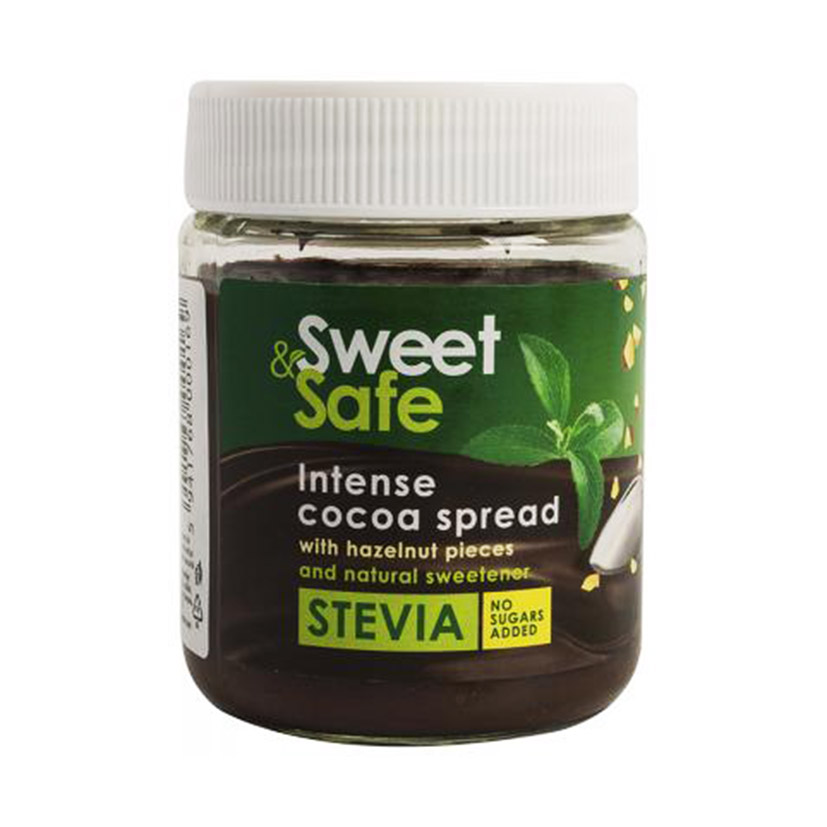 Sweet
& Safe
Intense
cocoa spread
with hazelnut pieces
and natural sweetener
STEVIA
NO
SUGARS
ADDED